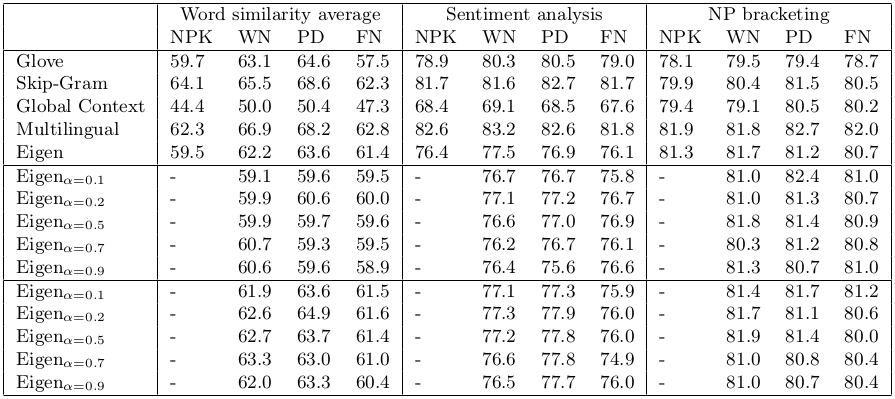 Word similarity average Sentiment analysis NP bracketing
NPK WN PD FN NPK WN PD FN NPK WN PD FN
Glove 59.7 63.1 64.6 57.5 78.9 80.3 80.5 79.0 78.1 79.5 79.4 78.7
Skip-Gram 64.1 65.5 68.6 62.3 81.7 81.6 82.7 81.7 79.9 80.4 81.5 80.5
Global Context 44.4 50.0 50.4 47.3 68.4 69.1 68.5 67.6 79.4 79.1 80.5 80.2
Multilingual 62.3 66.9 68.2 62.8 82.6 83.2 82.6 81.8 81.9 81.8 82.7 82.0
Eigen 59.5 62.2 63.6 61.4 76.4 77.5 76.9 76.1 81.3 81.7 81.2 80.7
Eigenα=0.1 - 59.1 59.6 59.5 - 76.7 76.7 75.8 - 81.0 82.4 81.0
Eigenα=0.2 - 59.9 60.6 60.0 - 77.1 77.2 76.7 - 81.0 81.3 80.7
Eigenα=0.5 - 59.9 59.7 59.6 - 76.6 77.0 76.9 - 81.8 81.4 80.9
Eigenα=0.7 - 60.7 59.3 59.5 - 76.2 76.7 76.1 - 80.3 81.2 80.8
Eigenα=0.9 - 60.6 59.6 58.9 - 76.4 75.6 76.6 - 81.3 80.7 81.0
Eigenα=0.1 - 61.9 63.6 61.5 - 77.1 77.3 75.9 - 81.4 81.7 81.2
Eigenα=0.2 - 62.6 64.9 61.6 - 77.3 77.9 76.0 - 81.7 81.1 80.6
Eigenα=0.5 - 62.7 63.7 61.4 - 77.2 77.8 76.0 - 81.9 81.4 80.0
Eigenα=0.7 - 63.3 63.0 61.0 - 76.6 77.8 74.9 - 81.0 80.8 80.4
Eigenα=0.9 - 62.0 63.3 60.4 - 76.5 77.7 76.0 - 81.0 80.7 80.4